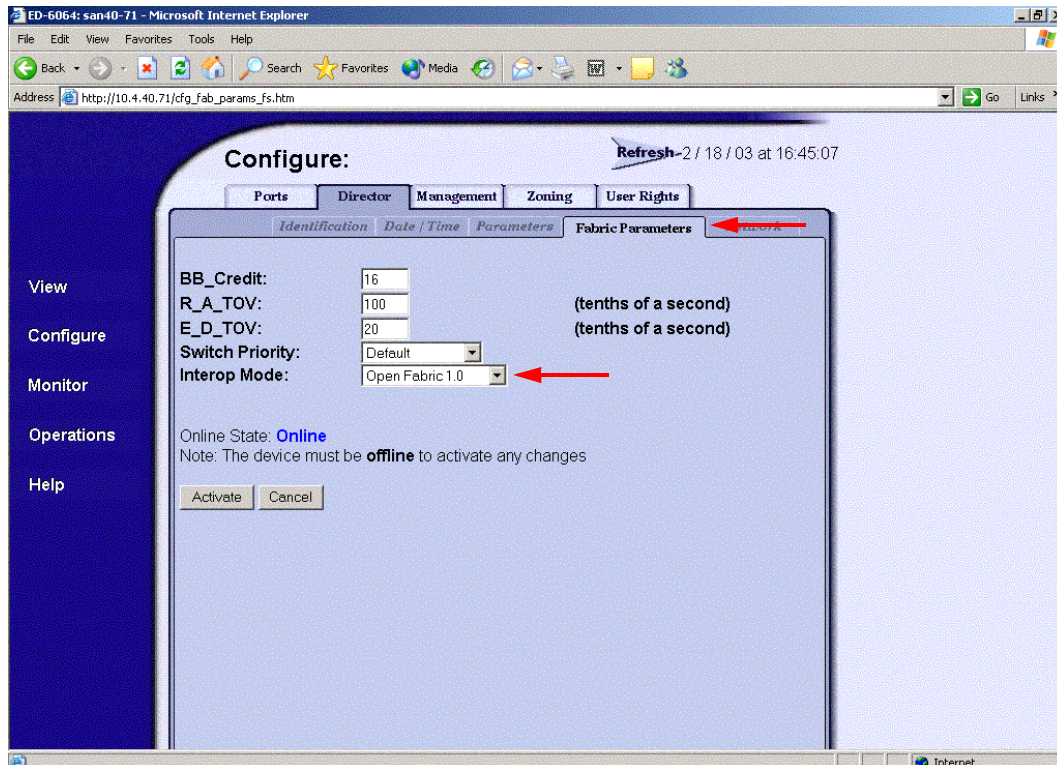 ED-6064: san40-71 - Microsoft Internet Explorer
File Edit View Favorites Tools Help
Back Search Favorites Media
Address http://10.4.40.71/cfg_fab_params_fs.htm Go Links
Configure: Refresh-2 / 18 / 03 at 16:45:07
Ports Director Management Zoning User Rights
Identification Date / Time Parameters Fabric Parameters
BB_Credit: 16
R_A_TOV: 100 (tenths of a second)
E_D_TOV: 20 (tenths of a second)
Switch Priority: Default
Interop Mode: Open Fabric 1.0
View
Configure
Monitor
Operations
Help
Online State: Online
Note: The device must be offline to activate any changes
Activate Cancel
Internet